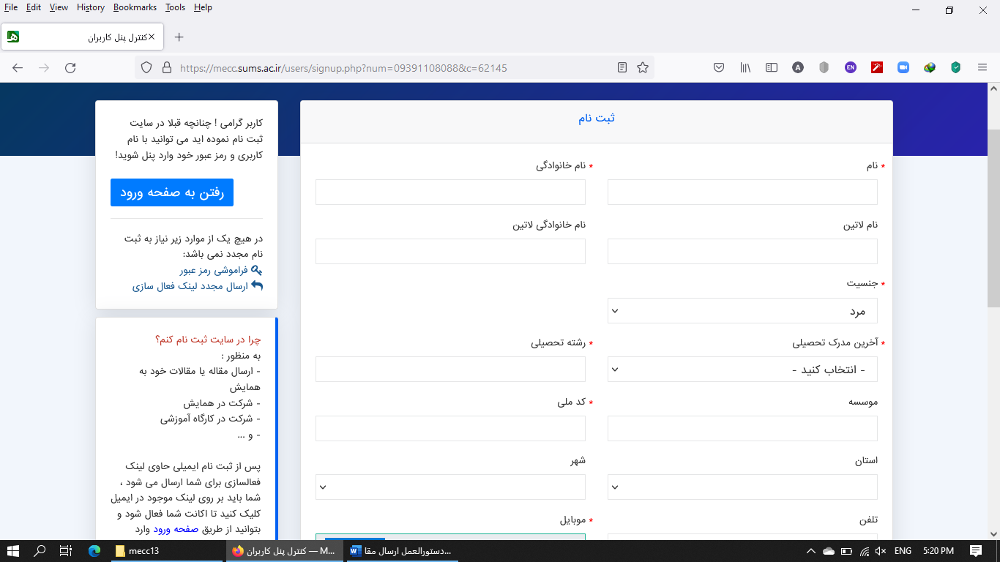 File Edit View History Bookmarks Tools Help
کنترل پنل کاربران
https://mecc.sums.ac.ir/users/signup.php?num=09391108088&c=62145
A
EN
ثبت نام
* نام
* نام خانوادگی
نام لاتین
نام خانوادگی لاتین
* جنسیت
مرد
* آخرین مدرک تحصیلی
* رشته تحصیلی
- انتخاب کنید -
موسسه
* کد ملی
استان
شهر
تلفن
* موبایل
کاربر گرامی ! چنانچه قبلا در سایت
ثبت نام نموده اید می توانید با نام
کاربری و رمز عبور خود وارد پنل شوید!
رفتن به صفحه ورود
در هیچ یک از موارد زیر نیاز به ثبت
نام مجدد نمی باشد:
فراموشی رمز عبور
ارسال مجدد لینک فعال سازی
چرا در سایت ثبت نام کنم؟
به منظور :
- ارسال مقاله یا مقالات خود به
همایش
- شرکت در همایش
- شرکت در کارگاه آموزشی
- و ...
پس از ثبت نام ایمیلی حاوی لینک
فعالسازی برای شما ارسال می شود ،
شما باید بر روی لینک موجود در ایمیل
کلیک کنید تا اکانت شما فعال شود و
بتوانید از طریق صفحه ورود وارد
mecc13
کنترل پنل کاربران — M...
دستورالعمل ارسال مقا...
ENG
5:20 PM